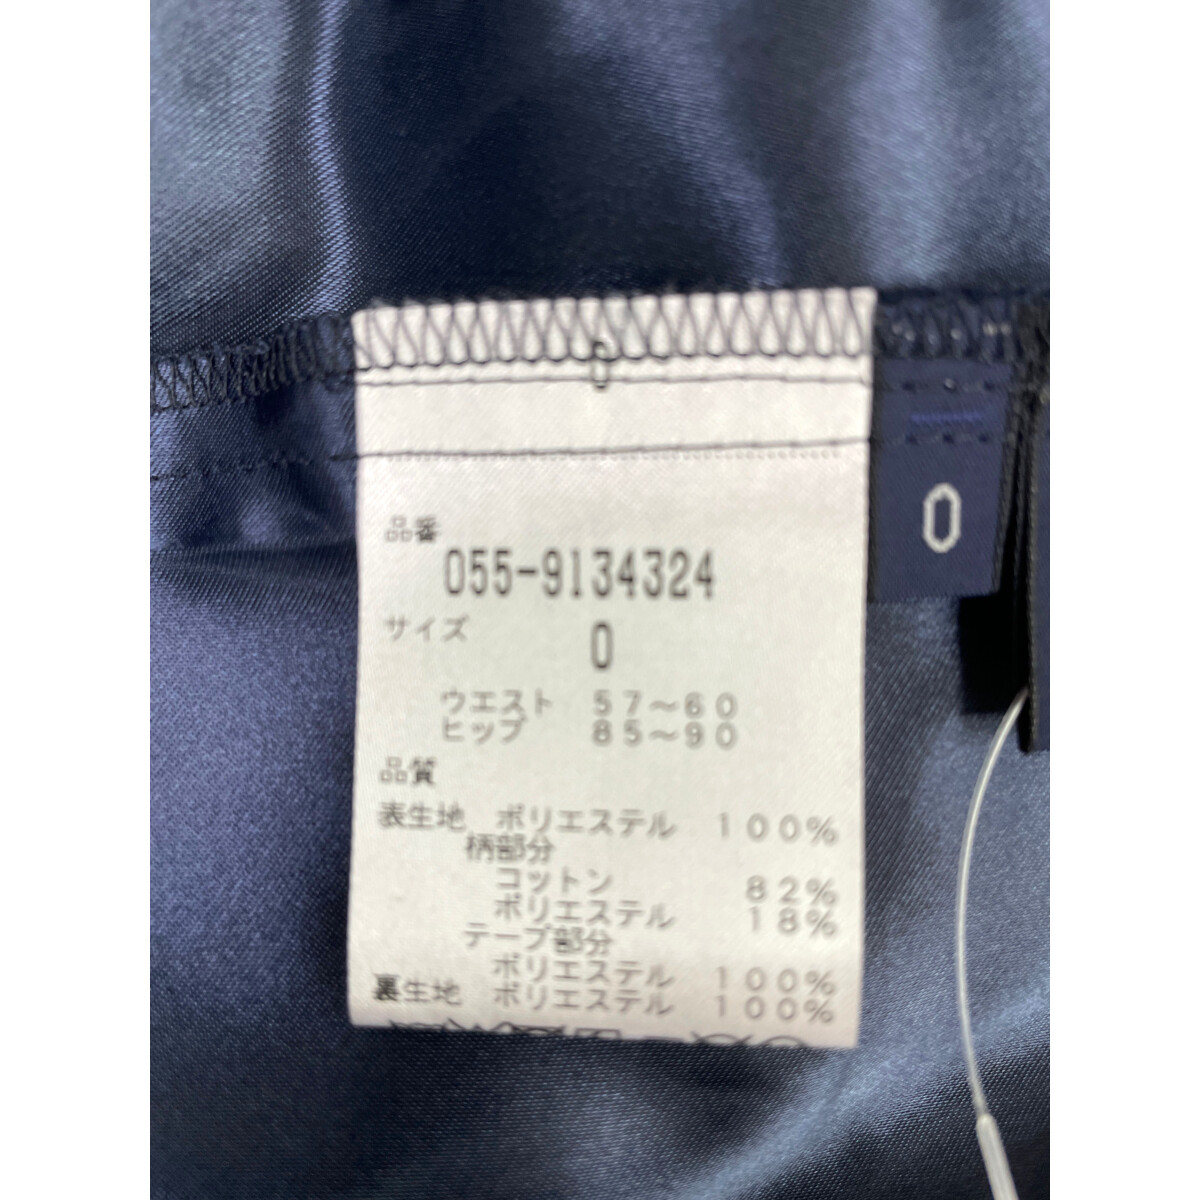 0
0
品番
055-9134324
サイズ
0
ウエスト 57～60
ヒップ 85～90
品質
表生地 ポリエステル 100%
柄部分
コットン 82%
ポリエステル 18%
テープ部分
ポリエステル 100%
裏生地 ポリエステル 100%